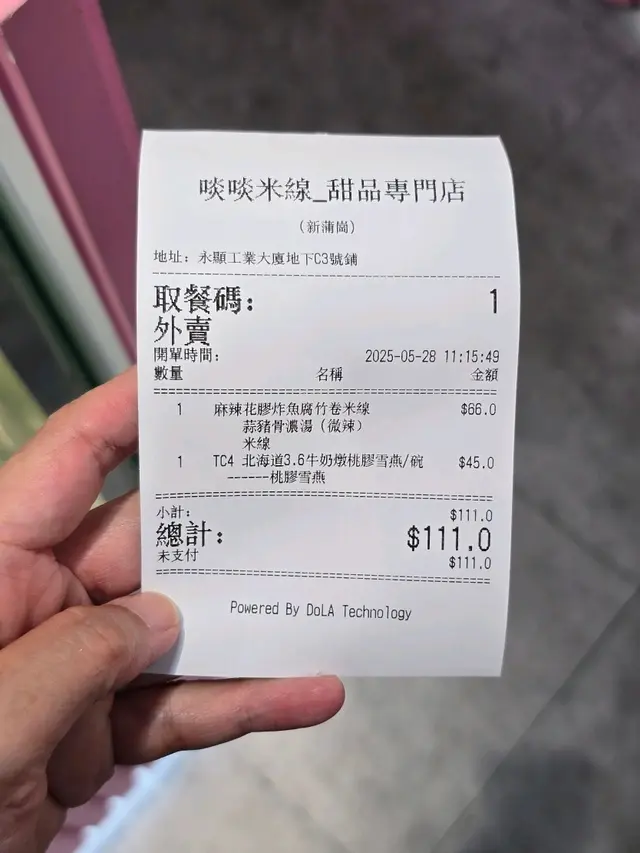 啖啖米線_甜品專門店
(新蒲崗)
地址: 永顯工業大廈地下C3號鋪
取餐碼: 1
外賣
開單時間: 2025-05-28 11:15:49
數量 名稱 金額
1 麻辣花膠炸魚腐竹卷米線 $66.0
蒜豬骨濃湯 (微辣)
米線
1 TC4 北海道3.6牛奶燉桃膠雪燕/碗 $45.0
------桃膠雪燕
小計: $111.0
總計: $111.0
未支付 $111.0
Powered By DoLA Technology